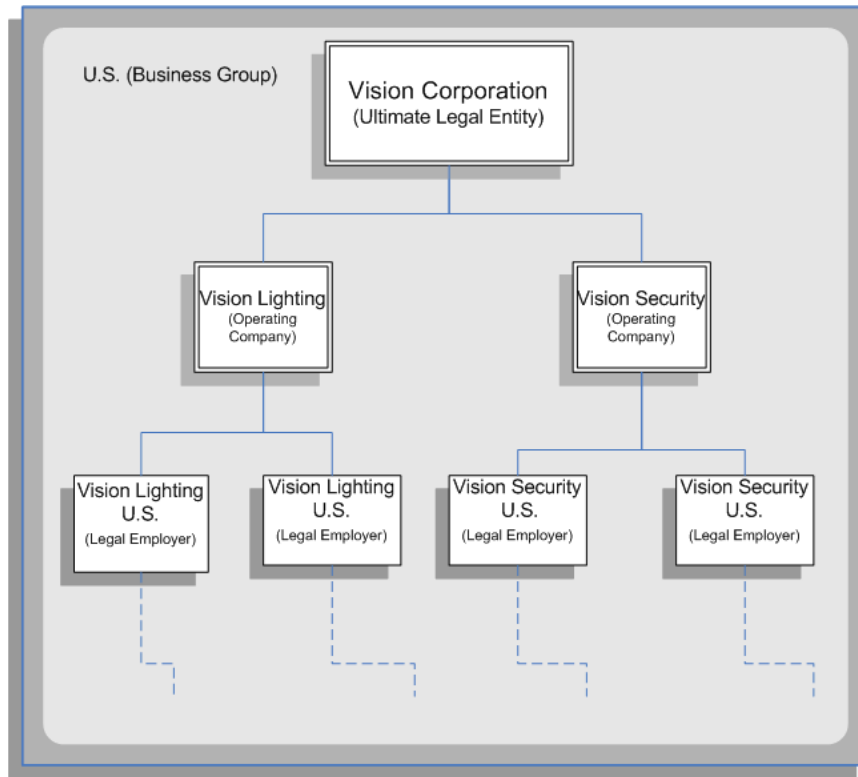 U.S. (Business Group)
Vision Corporation
(Ultimate Legal Entity)
Vision Lighting
(Operating
Company)
Vision Security
(Operating
Company)
Vision Lighting
U.S.
(Legal Employer)
Vision Lighting
U.S.
(Legal Employer)
Vision Security
U.S.
(Legal Employer)
Vision Security
U.S.
(Legal Employer)